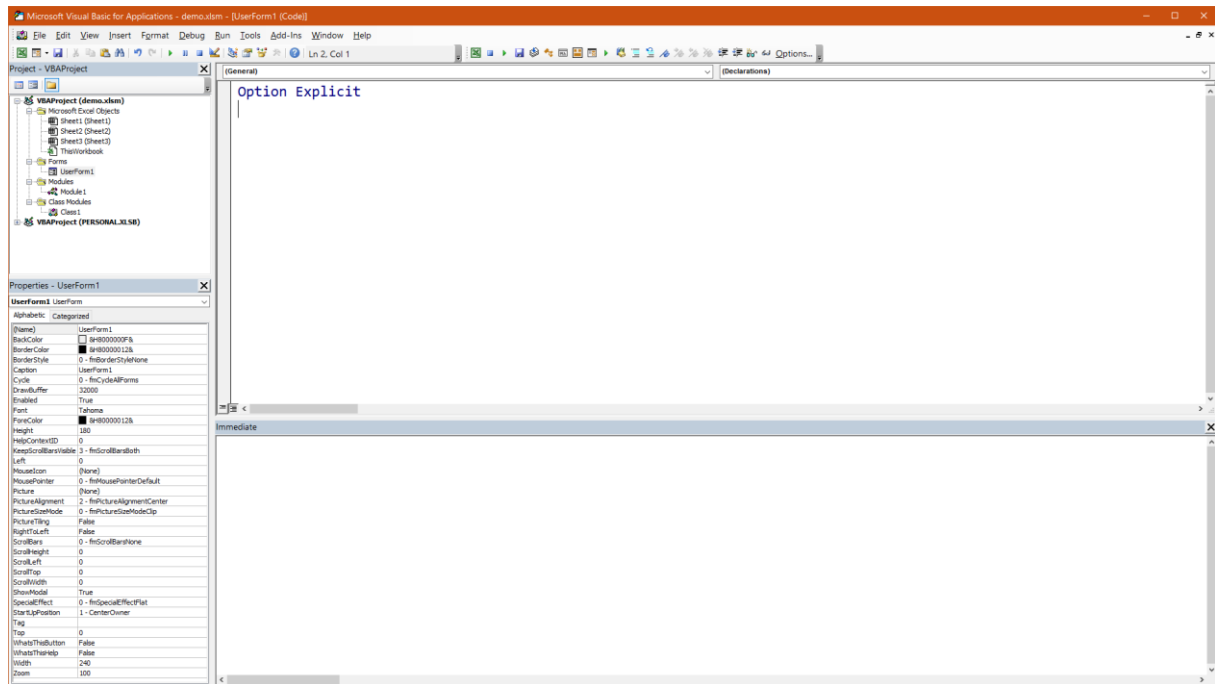 Microsoft Visual Basic for Applications - demo.xlsm - [UserForm1 (Code)]
File Edit View Insert Format Debug Run Tools Add-Ins Window Help
Ln 2, Col 1 Options...
Project - VBAProject
(General) (Declarations)
Option Explicit
VBAProject (demo.xlsm)
Microsoft Excel Objects
Sheet1 (Sheet1)
Sheet2 (Sheet2)
Sheet3 (Sheet3)
ThisWorkbook
Forms
UserForm1
Modules
Module1
Class Modules
Class1
VBAProject (PERSONAL.XLSB)
Properties - UserForm1
UserForm1 UserForm
Alphabetic Categorized
(Name) UserForm1
BackColor &H8000000F&
BorderColor &H80000012&
BorderStyle 0 - fmBorderStyleNone
Caption UserForm1
Cycle 0 - fmCycleAllForms
DrawBuffer 32000
Enabled True
Font Tahoma
ForeColor &H80000012&
Height 180
HelpContextID 0
KeepScrollBarsVisible 3 - fmScrollBarsBoth
Left 0
MouseIcon (None)
MousePointer 0 - fmMousePointerDefault
Picture (None)
PictureAlignment 2 - fmPictureAlignmentCenter
PictureSizeMode 0 - fmPictureSizeModeClip
PictureTiling False
RightToLeft False
ScrollBars 0 - fmScrollBarsNone
ScrollHeight 0
ScrollLeft 0
ScrollTop 0
ScrollWidth 0
ShowModal True
SpecialEffect 0 - fmSpecialEffectFlat
StartUpPosition 1 - CenterOwner
Tag
Top 0
WhatsThisButton False
WhatsThisHelp False
Width 240
Zoom 100
Immediate